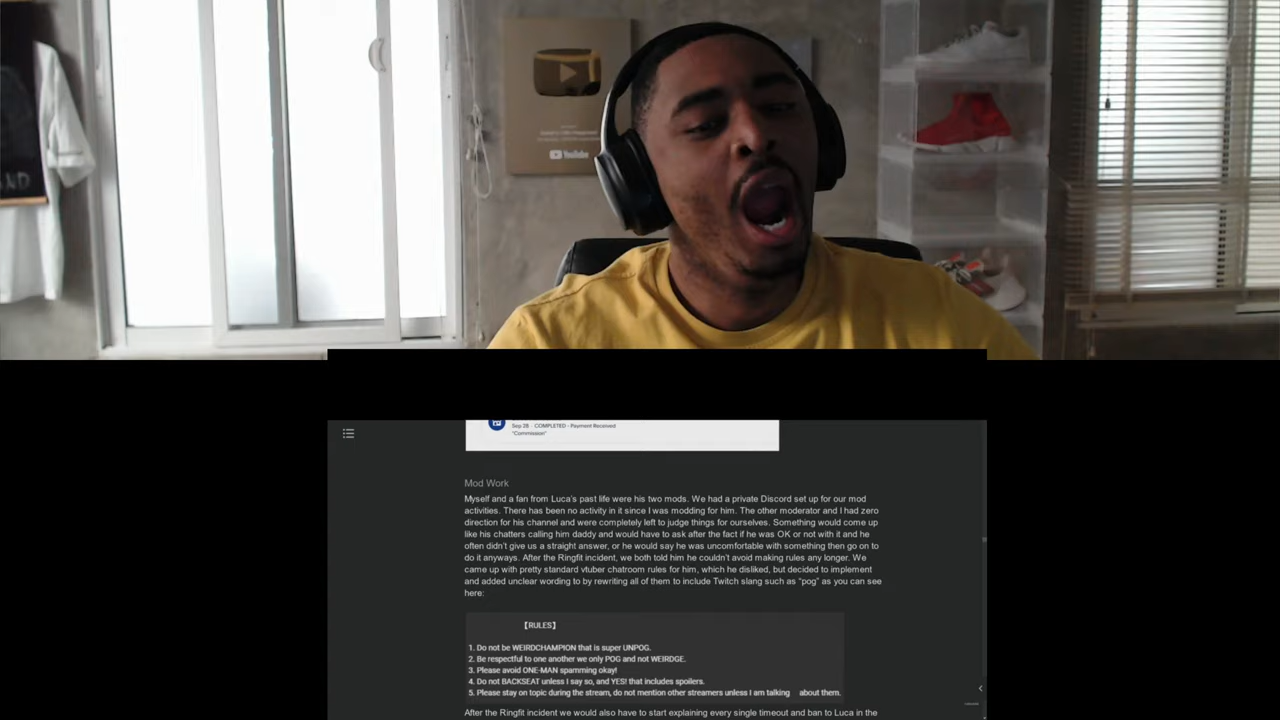 ND
YouTube
Sep 28 · COMPLETED - Payment Received
"Commission"
Mod Work
Myself and a fan from Luca's past life were his two mods. We had a private Discord set up for our mod
activities. There has been no activity in it since I was modding for him. The other moderator and I had zero
direction for his channel and were completely left to judge things for ourselves. Something would come up
like his chatters calling him daddy and would have to ask after the fact if he was OK or not with it and he
often didn't give us a straight answer, or he would say he was uncomfortable with something then go on to
do it anyways. After the Ringfit incident, we both told him he couldn't avoid making rules any longer. We
came up with pretty standard vtuber chatroom rules for him, which he disliked, but decided to implement
and added unclear wording to by rewriting all of them to include Twitch slang such as “pog” as you can see
here:
【RULES】
1. Do not be WEIRDCHAMPION that is super UNPOG.
2. Be respectful to one another we only POG and not WEIRDGE.
3. Please avoid ONE-MAN spamming okay!
4. Do not BACKSEAT unless I say so, and YES! that includes spoilers.
5. Please stay on topic during the stream, do not mention other streamers unless I am talking about them.
After the Ringfit incident we would also have to start explaining every single timeout and ban to Luca in the